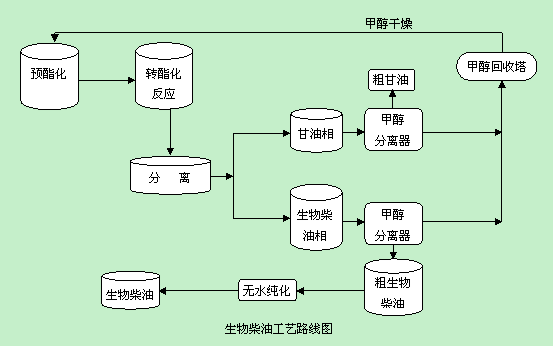 甲醇干燥
预酯化
转酯化
反应
甲醇回收塔
粗甘油
甘油相
甲醇
分离器
分 离
生物柴
油相
甲醇
分离器
粗生物
柴油
无水纯化
生物柴油
生物柴油工艺路线图